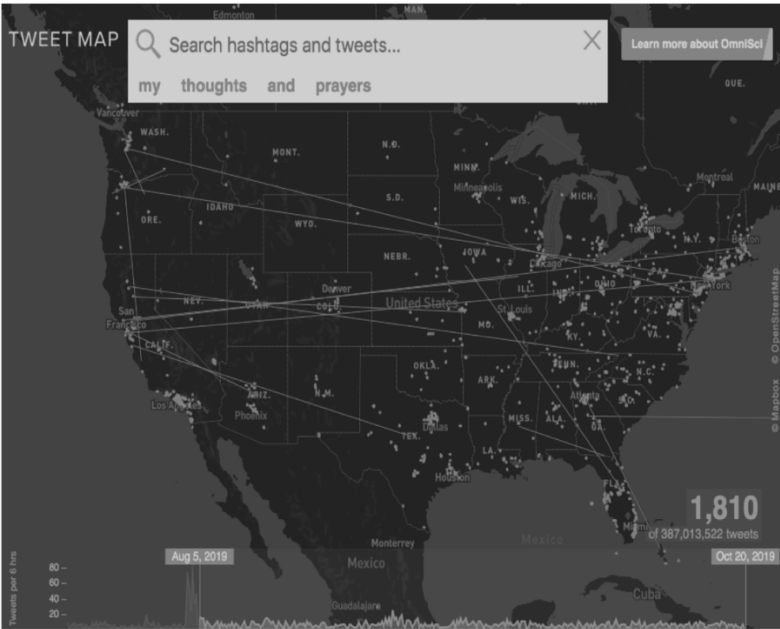 Edmonton
MAN.
TWEET MAP
Search hashtags and tweets...
Learn more about OmniSci
my thoughts and prayers
QUE.
Vancouver
WASH.
MONT.
N.D.
MINN.
Minneapolis
Montreal
MAINE
S.D.
WIS.
MICH.
IDAHO
ORE.
WYO.
Toronto
N.Y.
Boston
NEBR.
IOWA
Chicago
Denver
ILL.
IND.
OHIO
New York
NEV.
UTAH
COLO.
United States
San
Francisco
St. Louis
MO.
KY.
VA.
CALIF.
OKLA.
TENN.
N.C.
ARK.
Los Angeles
ARIZ.
N.M.
Atlanta
S.C.
Phoenix
Dallas
MISS.
ALA.
GA.
TEX.
LA.
Houston
FLA.
1,810
Miami
of 387,013,522 tweets
Monterrey
Mexico
Aug 5, 2019
Oct 20, 2019
Mexico
Tweets per 6 hrs
80
60
40
20
Cuba
Guadalajara
© Mapbox © OpenStreetMap